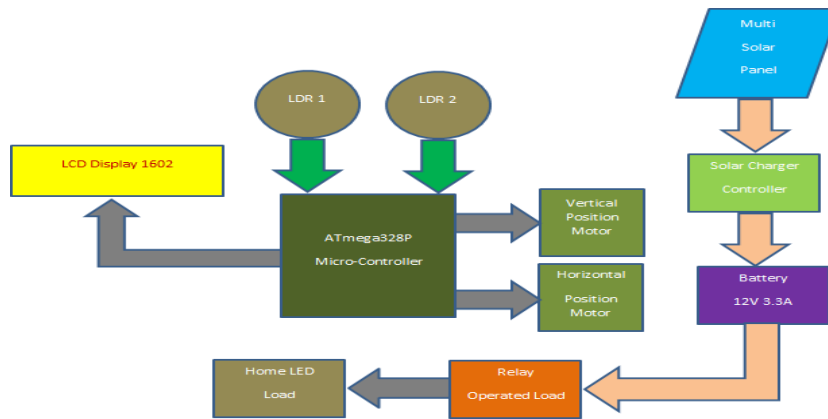 Multi
Solar
Panel
LDR 1
LDR 2
LCD Display 1602
Solar Charger
Controller
ATmega328P
Micro-Controller
Vertical
Position
Motor
Horizontal
Position
Motor
Battery
12V 3.3A
Home LED
Load
Relay
Operated Load